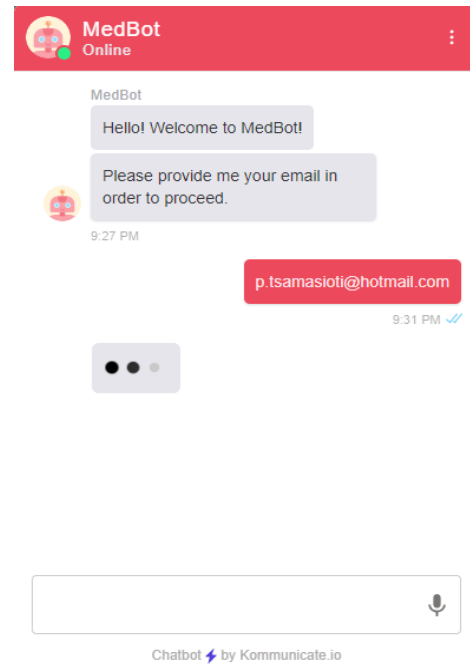 MedBot
Online
MedBot
Hello! Welcome to MedBot!
Please provide me your email in
order to proceed.
9:27 PM
p.tsamasioti@hotmail.com
9:31 PM
Chatbot by Kommunicate.io